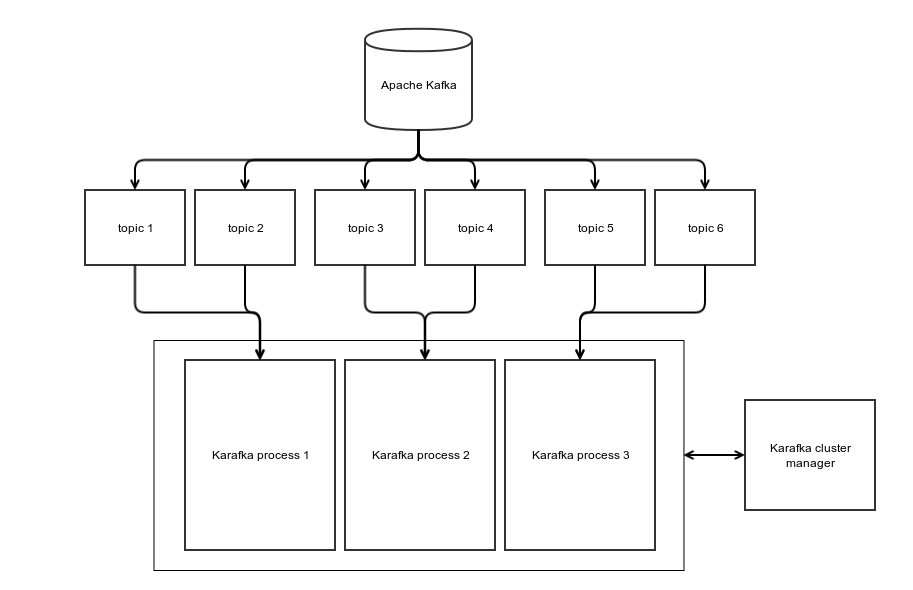 Apache Kafka
topic 1
topic 2
topic 3
topic 4
topic 5
topic 6
Karafka process 1
Karafka process 2
Karafka process 3
Karafka cluster
manager